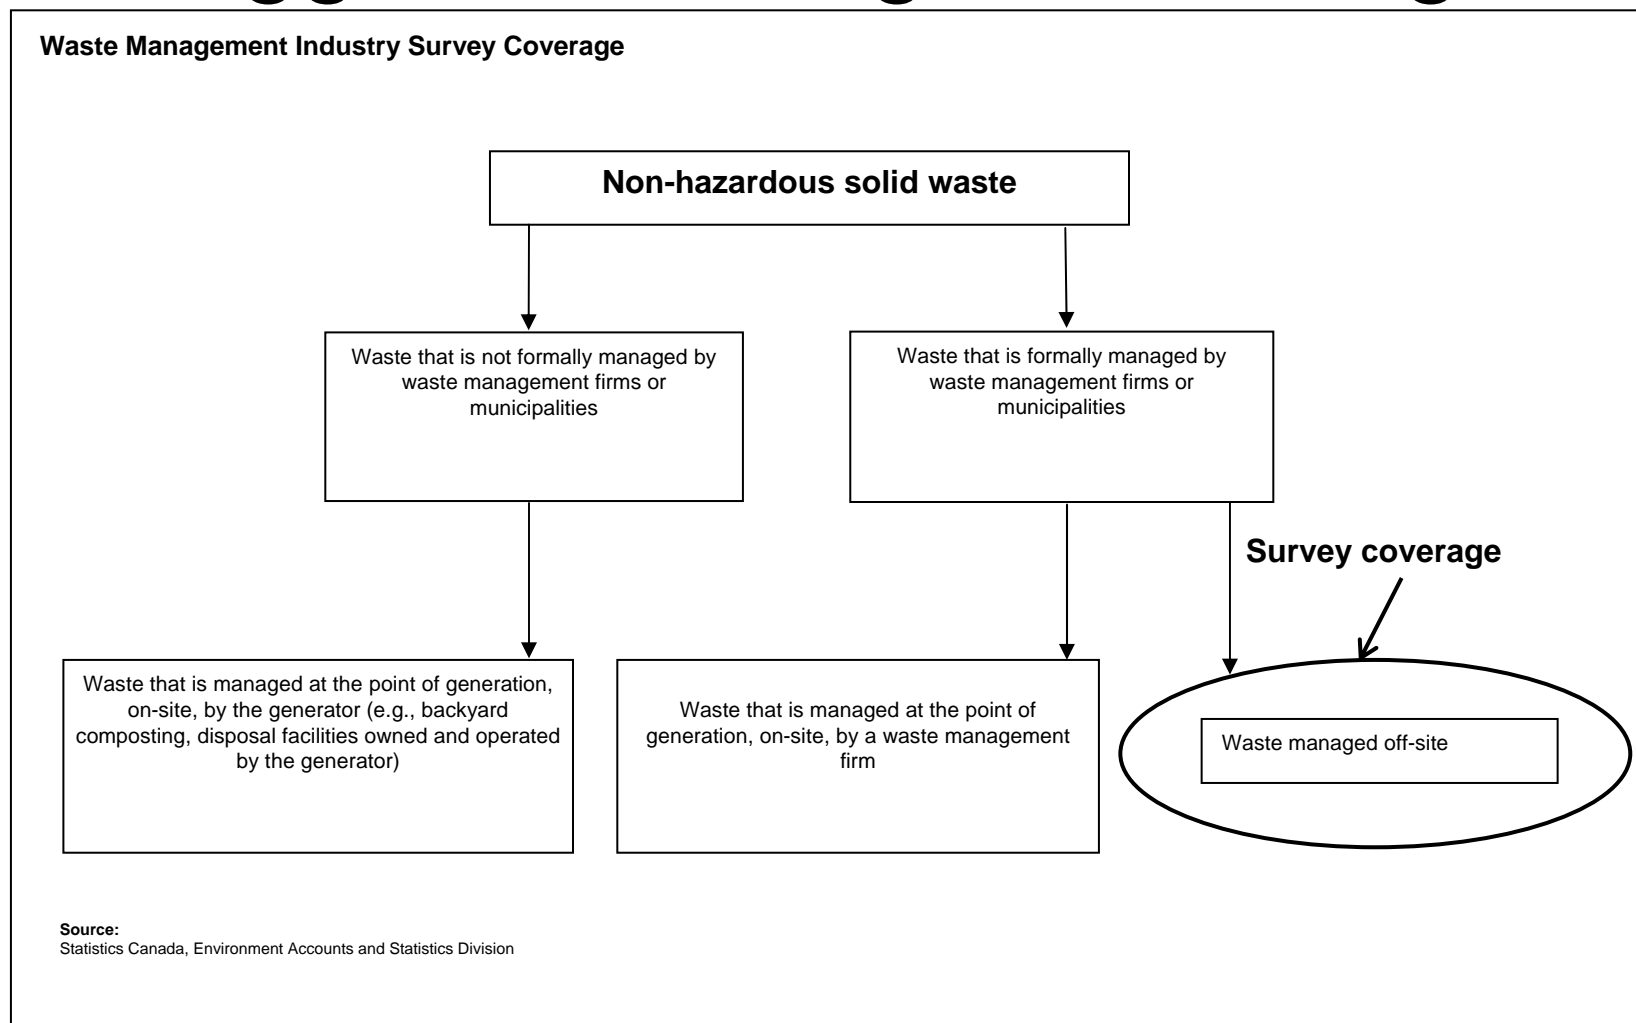 Waste Management Industry Survey Coverage
Non-hazardous solid waste
Waste that is not formally managed by
waste management firms or
municipalities
Waste that is formally managed by
waste management firms or
municipalities
Survey coverage
Waste that is managed at the point of generation,
on-site, by the generator (e.g., backyard
composting, disposal facilities owned and operated
by the generator)
Waste that is managed at the point of
generation, on-site, by a waste management
firm
Waste managed off-site
Source:
Statistics Canada, Environment Accounts and Statistics Division